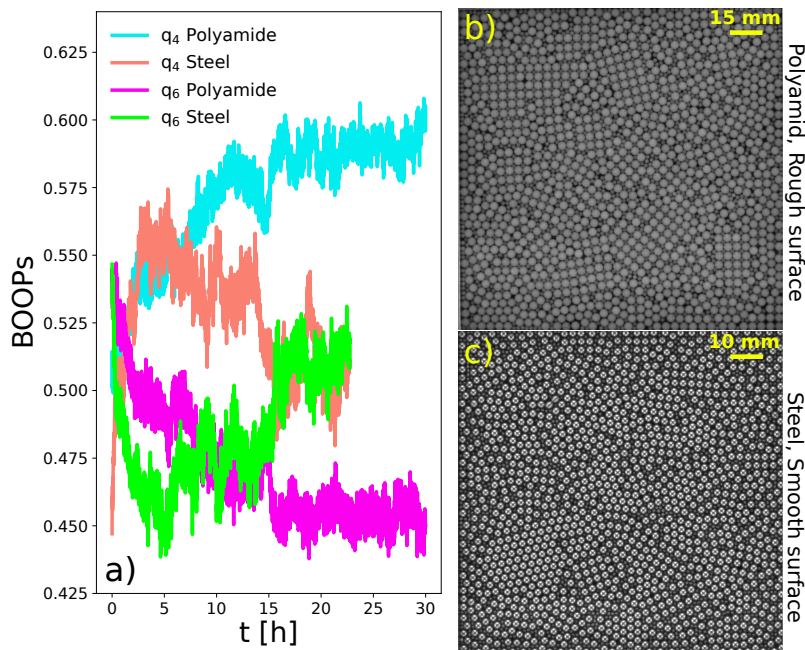 q4 Polyamide
q4 Steel
q6 Polyamide
q6 Steel
0.625
0.600
0.575
0.550
0.525
0.500
0.475
0.450
0.425
BOOPs
0 5 10 15 20 25 30
t [h]
a)
b)
15 mm
Polyamid, Rough surface
c)
10 mm
Steel, Smooth surface